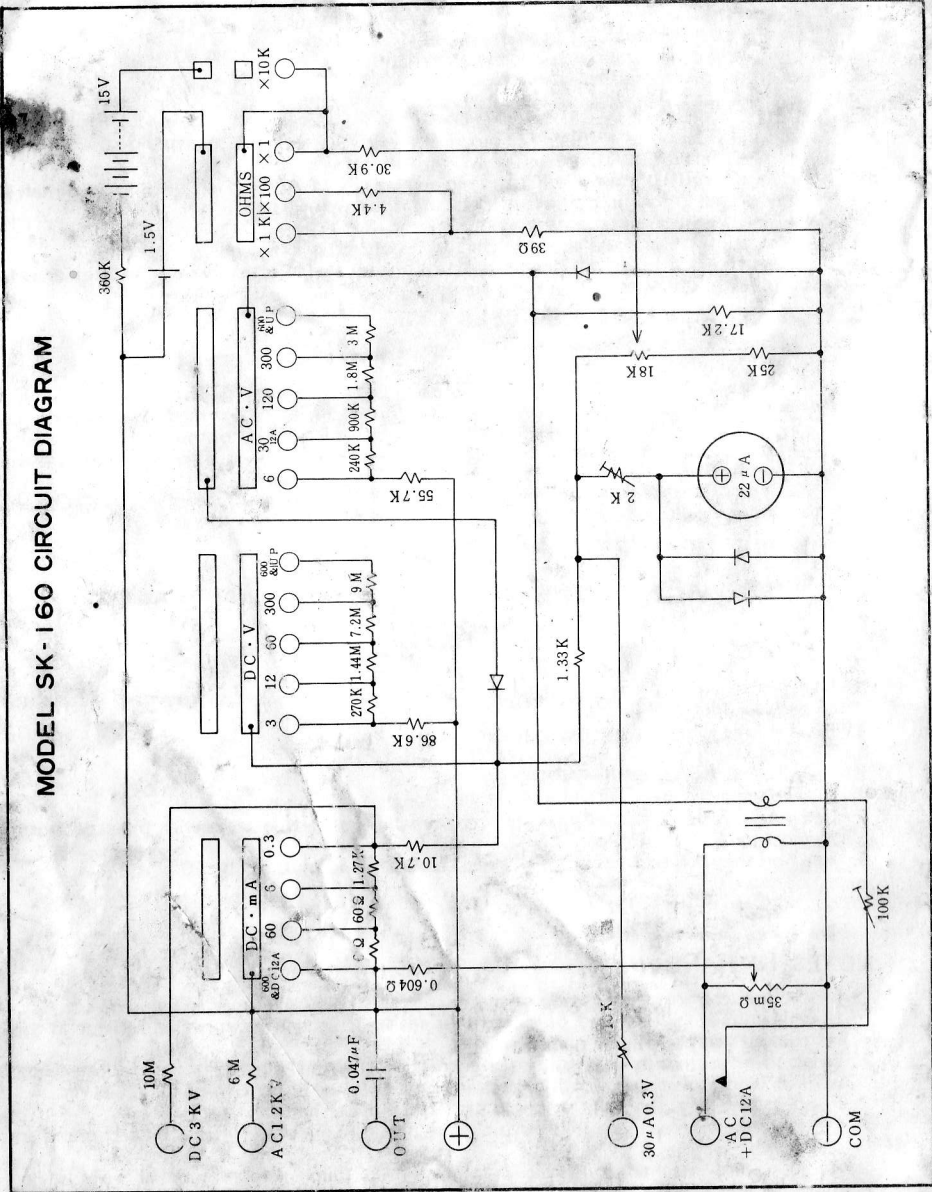 MODEL SK-160 CIRCUIT DIAGRAM
15V
360K
1.5V
×10K
OHMS
×1K
×100
×1
30.9K
4.4K
39Ω
AC・V
6
30
12A
120
300
600
&UP
240K
900K
1.8M
3M
55.7K
DC・V
3
12
60
300
600
&UP
270K
1.44M
7.2M
9M
86.6K
DC・mA
600
&DC12A
60
6
0.3
Ω
60Ω
1.27K
10.7K
0.604Ω
1.33K
2K
22μA
18K
25K
17.2K
35mΩ
100K
10K
10M
DC3KV
6M
AC1.2KV
0.047μF
OUT
+
30μA0.3V
AC
+DC12A
−
COM